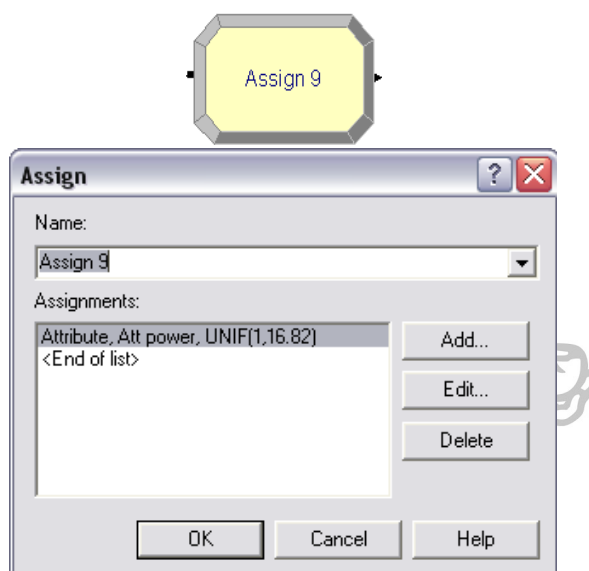 Assign 9
Assign
Name:
Assign 9
Assignments:
Attribute, Att power, UNIF(1,16.82)
<End of list>
Add...
Edit...
Delete
OK
Cancel
Help